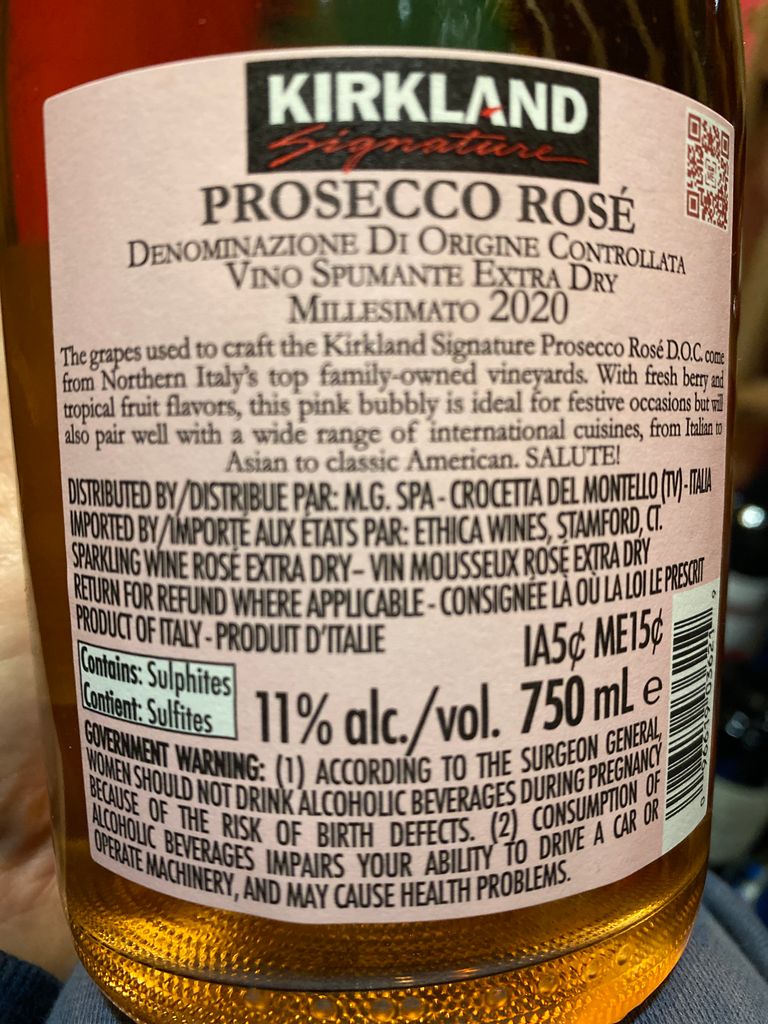 KIRKLAND
Signature
PROSECCO ROSÉ
DENOMINAZIONE DI ORIGINE CONTROLLATA
VINO SPUMANTE EXTRA DRY
MILLESIMATO 2020
The grapes used to craft the Kirkland Signature Prosecco Rosé D.O.C. come
from Northern Italy's top family-owned vineyards. With fresh berry and
tropical fruit flavors, this pink bubbly is ideal for festive occasions but will
also pair well with a wide range of international cuisines, from Italian to
Asian to classic American. SALUTE!
DISTRIBUTED BY/DISTRIBUE PAR: M.G. SPA - CROCETTA DEL MONTELLO (TV) - ITALIA
IMPORTED BY/IMPORTÉ AUX ÉTATS PAR: ETHICA WINES, STAMFORD, CT.
SPARKLING WINE ROSÉ EXTRA DRY– VIN MOUSSEUX ROSÉ EXTRA DRY
RETURN FOR REFUND WHERE APPLICABLE - CONSIGNÉE LÀ OÙ LA LOI LE PRESCRIT
PRODUCT OF ITALY - PRODUIT D'ITALIE
IA5¢ ME15¢
Contains: Sulphites
Contient: Sulfites
11% alc./vol. 750 mL e
GOVERNMENT WARNING: (1) ACCORDING TO THE SURGEON GENERAL,
WOMEN SHOULD NOT DRINK ALCOHOLIC BEVERAGES DURING PREGNANCY
BECAUSE OF THE RISK OF BIRTH DEFECTS. (2) CONSUMPTION OF
ALCOHOLIC BEVERAGES IMPAIRS YOUR ABILITY TO DRIVE A CAR OR
OPERATE MACHINERY, AND MAY CAUSE HEALTH PROBLEMS.